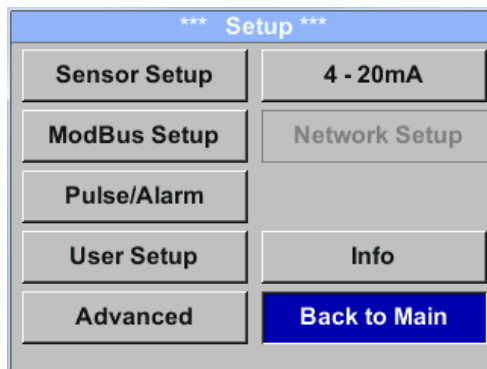 *** Setup ***
Sensor Setup
4 - 20mA
ModBus Setup
Network Setup
Pulse/Alarm
User Setup
Info
Advanced
Back to Main